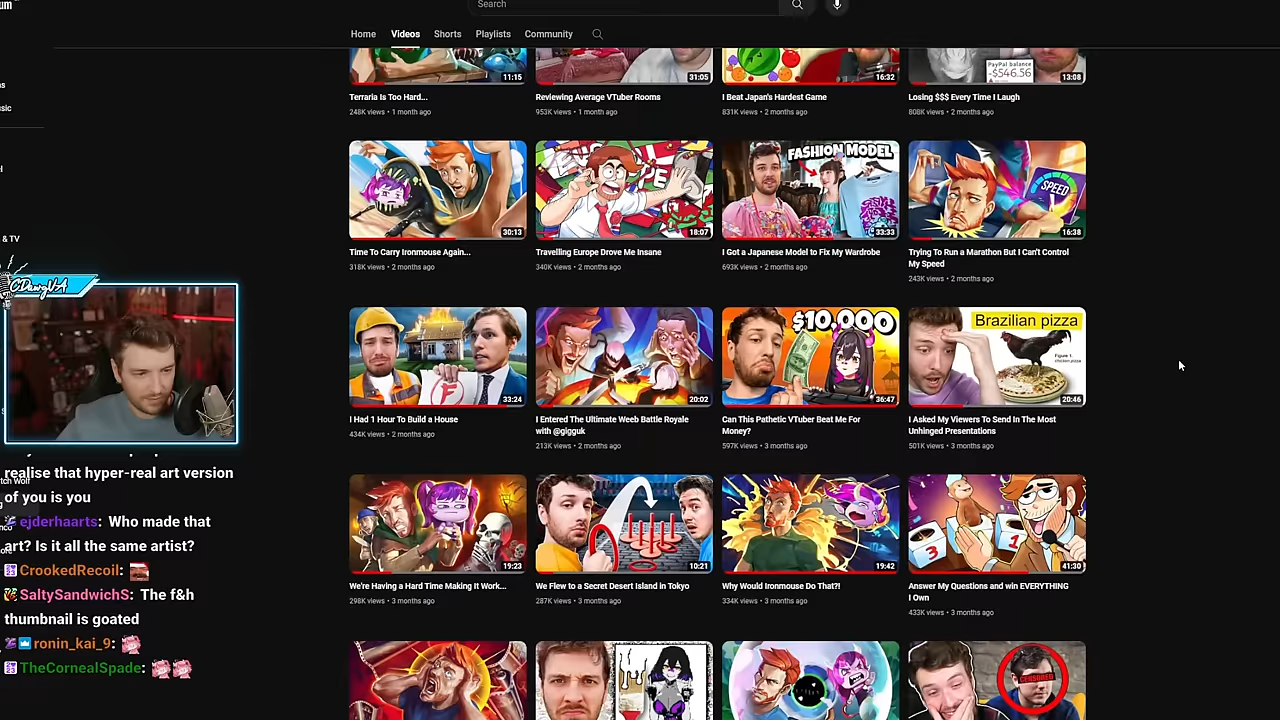 Search
Home Videos Shorts Playlists Community
11:15
31:05
16:32
PayPal balance
-$546.56
13:08
Terraria Is Too Hard...
248K views • 1 month ago
Reviewing Average VTuber Rooms
953K views • 1 month ago
I Beat Japan's Hardest Game
831K views • 2 months ago
Losing $$$ Every Time I Laugh
808K views • 2 months ago
30:13
18:07
FASHION MODEL
33:33
SPEED
16:38
Time To Carry Ironmouse Again...
318K views • 2 months ago
Travelling Europe Drove Me Insane
340K views • 2 months ago
I Got a Japanese Model to Fix My Wardrobe
693K views • 2 months ago
Trying To Run a Marathon But I Can't Control
My Speed
243K views • 2 months ago
& TV
CDawgVA
F
33:24
20:02
$10,000
36:47
Brazilian pizza
Figure 1:
chicken pizza
20:46
I Had 1 Hour To Build a House
434K views • 2 months ago
I Entered The Ultimate Weeb Battle Royale
with @gigguk
213K views • 2 months ago
Can This Pathetic VTuber Beat Me For
Money?
597K views • 3 months ago
I Asked My Viewers To Send In The Most
Unhinged Presentations
501K views • 3 months ago
19:23
10:21
19:42
3
1
41:30
We're Having a Hard Time Making It Work...
298K views • 3 months ago
We Flew to a Secret Desert Island in Tokyo
287K views • 3 months ago
Why Would Ironmouse Do That?!
334K views • 3 months ago
Answer My Questions and win EVERYTHING
I Own
433K views • 3 months ago
CENSORED
realise that hyper-real art version
of you is you
ejderhaarts: Who made that
art? Is it all the same artist?
CrookedRecoil:
SaltySandwichS: The f&h
thumbnail is goated
ronin_kai_9:
TheCornealSpade: